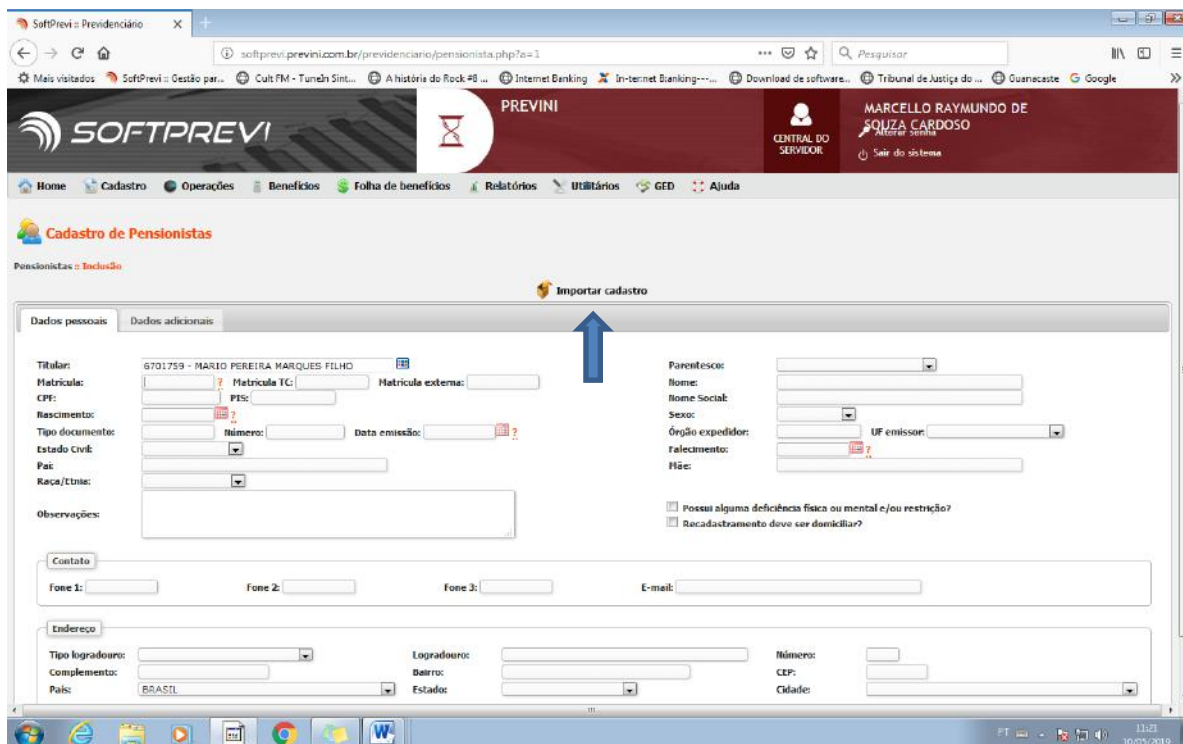 SoftPrevi :: Previdenciário
softprevi.previni.com.br/previdenciario/pensionista.php?a=1
Pesquisar
Mais visitados SoftPrevi :: Gestão par... Cult FM - TuneIn Sint... A história do Rock #8 ... Internet Banking In-ter.net B:anking---... Download de software... Tribunal de Justiça do ... Guanacaste Google
SOFTPREVI
PREVINI
CENTRAL DO SERVIDOR
MARCELLO RAYMUNDO DE SOUZA CARDOSO
Alterar senha
Sair do sistema
Home Cadastro Operações Benefícios Folha de benefícios Relatórios Utilitários GED Ajuda
Cadastro de Pensionistas
Pensionistas :: Inclusão
Importar cadastro
Dados pessoais Dados adicionais
Titular: 6701759 - MARIO PEREIRA MARQUES FILHO Parentesco:
Matrícula: ? Matrícula TC: Matrícula externa: Nome:
CPF: PIS: Nome Social:
Nascimento: ? Sexo:
Tipo documento: Número: Data emissão: ? Órgão expedidor: UF emissor:
Estado Civil: Falecimento: ?
Pai: Mãe:
Raça/Etnia:
Observações:
Possui alguma deficiência física ou mental e/ou restrição?
Recadastramento deve ser domiciliar?
Contato
Fone 1: Fone 2: Fone 3: E-mail:
Endereço
Tipo logradouro: Logradouro: Número:
Complemento: Bairro: CEP:
País: BRASIL Estado: Cidade:
PT 11:21
10/05/2019